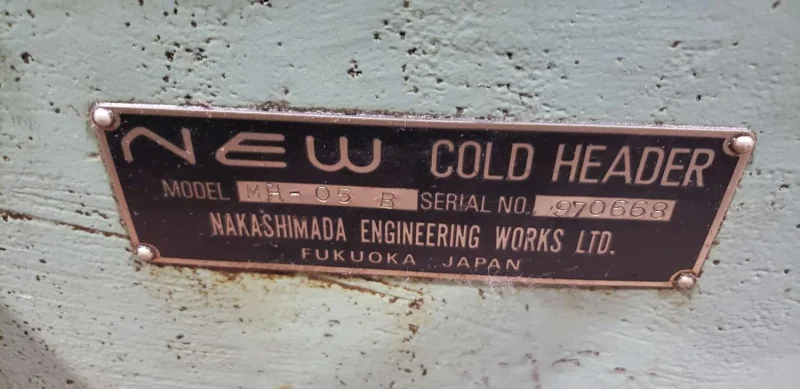 NEW COLD HEADER
MODEL MH-05 B SERIAL NO. 970668
NAKASHIMADA ENGINEERING WORKS LTD.
FUKUOKA JAPAN